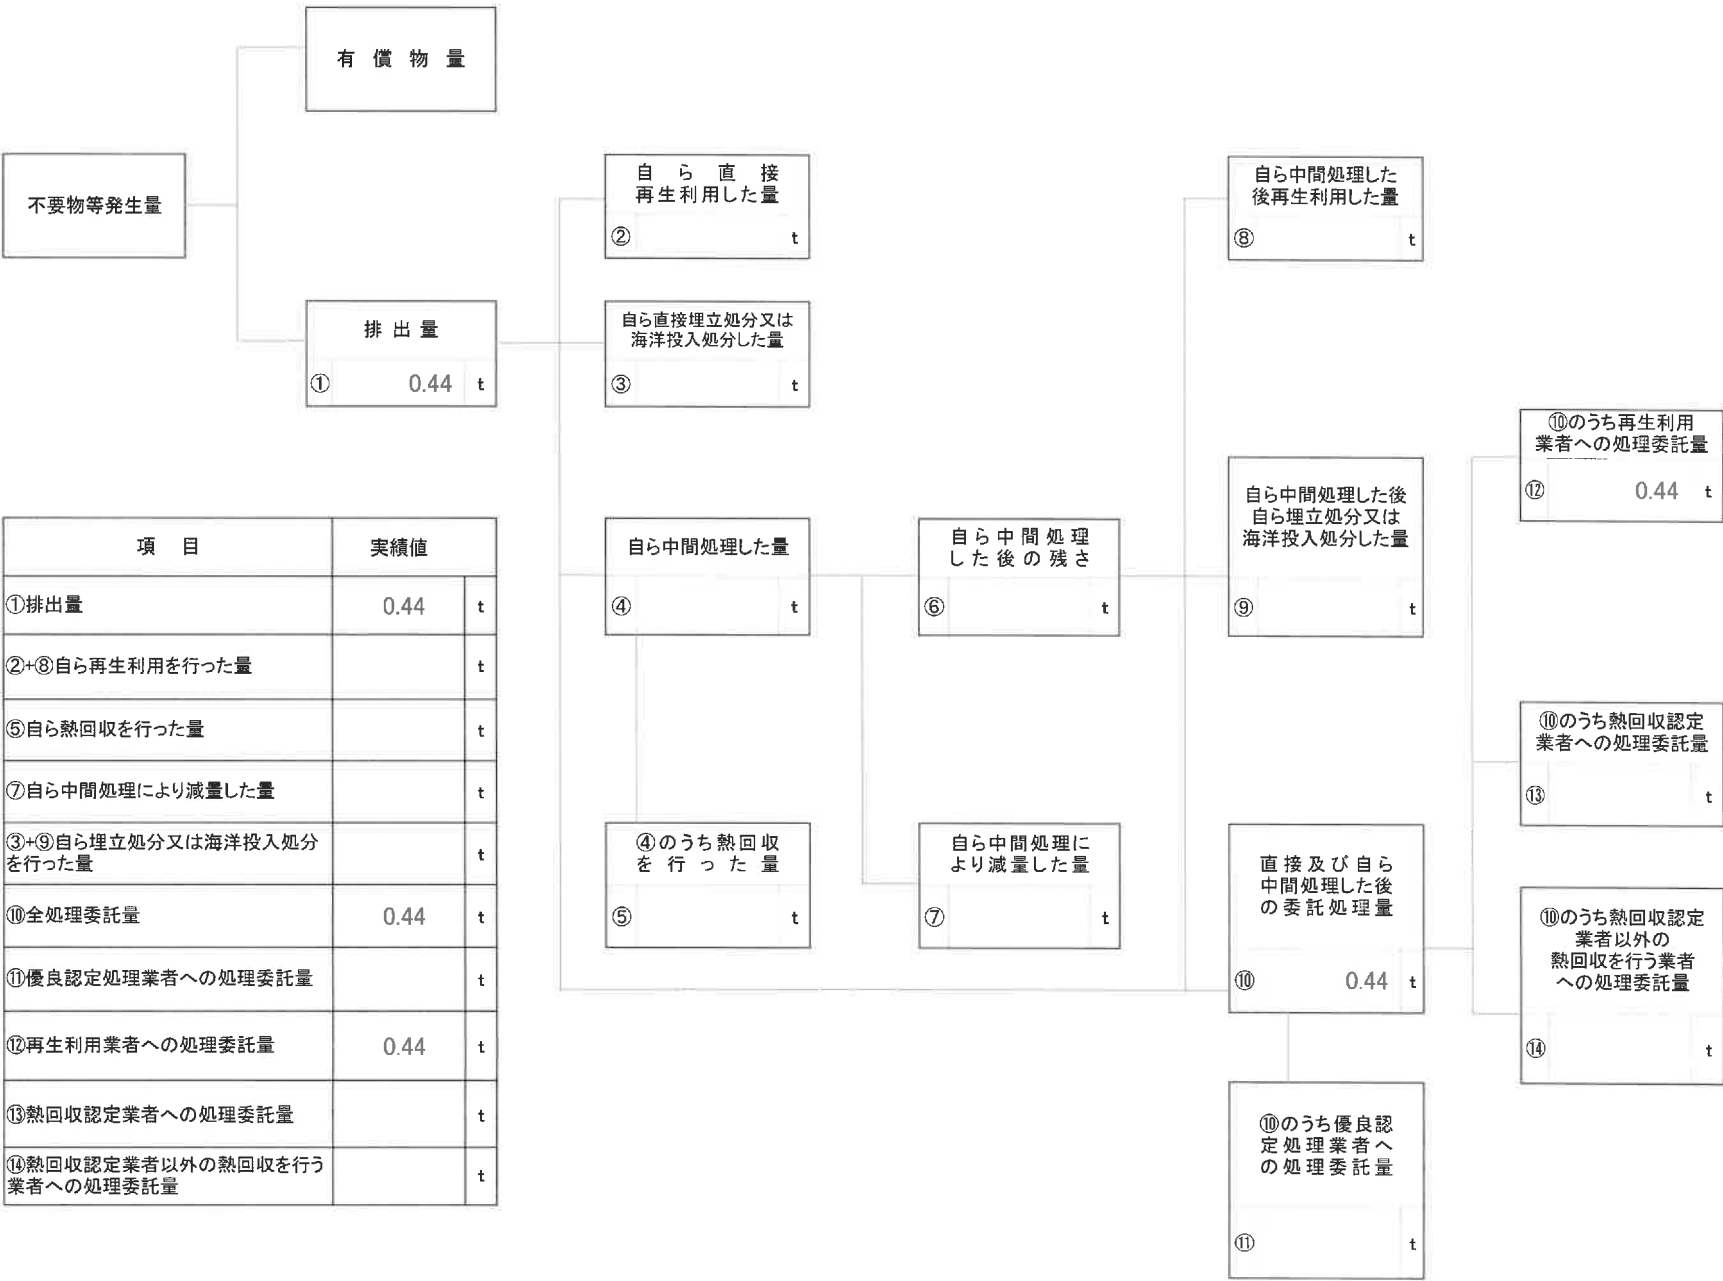 有償物量
不要物等発生量
排出量
① 0.44 t
自ら直接
再生利用した量
② t
自ら直接埋立処分又は
海洋投入処分した量
③ t
自ら中間処理した量
④ t
④のうち熱回収
を行った量
⑤ t
自ら中間処理
した後の残さ
⑥ t
自ら中間処理に
より減量した量
⑦ t
自ら中間処理した
後再生利用した量
⑧ t
自ら中間処理した後
自ら埋立処分又は
海洋投入処分した量
⑨ t
直接及び自ら
中間処理した後
の委託処理量
⑩ 0.44 t
⑩のうち優良認
定処理業者へ
の処理委託量
⑪ t
⑩のうち再生利用
業者への処理委託量
⑫ 0.44 t
⑩のうち熱回収認定
業者への処理委託量
⑬ t
⑩のうち熱回収認定
業者以外の
熱回収を行う業者
への処理委託量
⑭ t
項目 実績値
①排出量 0.44 t
②+⑧自ら再生利用を行った量 t
⑤自ら熱回収を行った量 t
⑦自ら中間処理により減量した量 t
③+⑨自ら埋立処分又は海洋投入処分
を行った量 t
⑩全処理委託量 0.44 t
⑪優良認定処理業者への処理委託量 t
⑫再生利用業者への処理委託量 0.44 t
⑬熱回収認定業者への処理委託量 t
⑭熱回収認定業者以外の熱回収を行う
業者への処理委託量 t